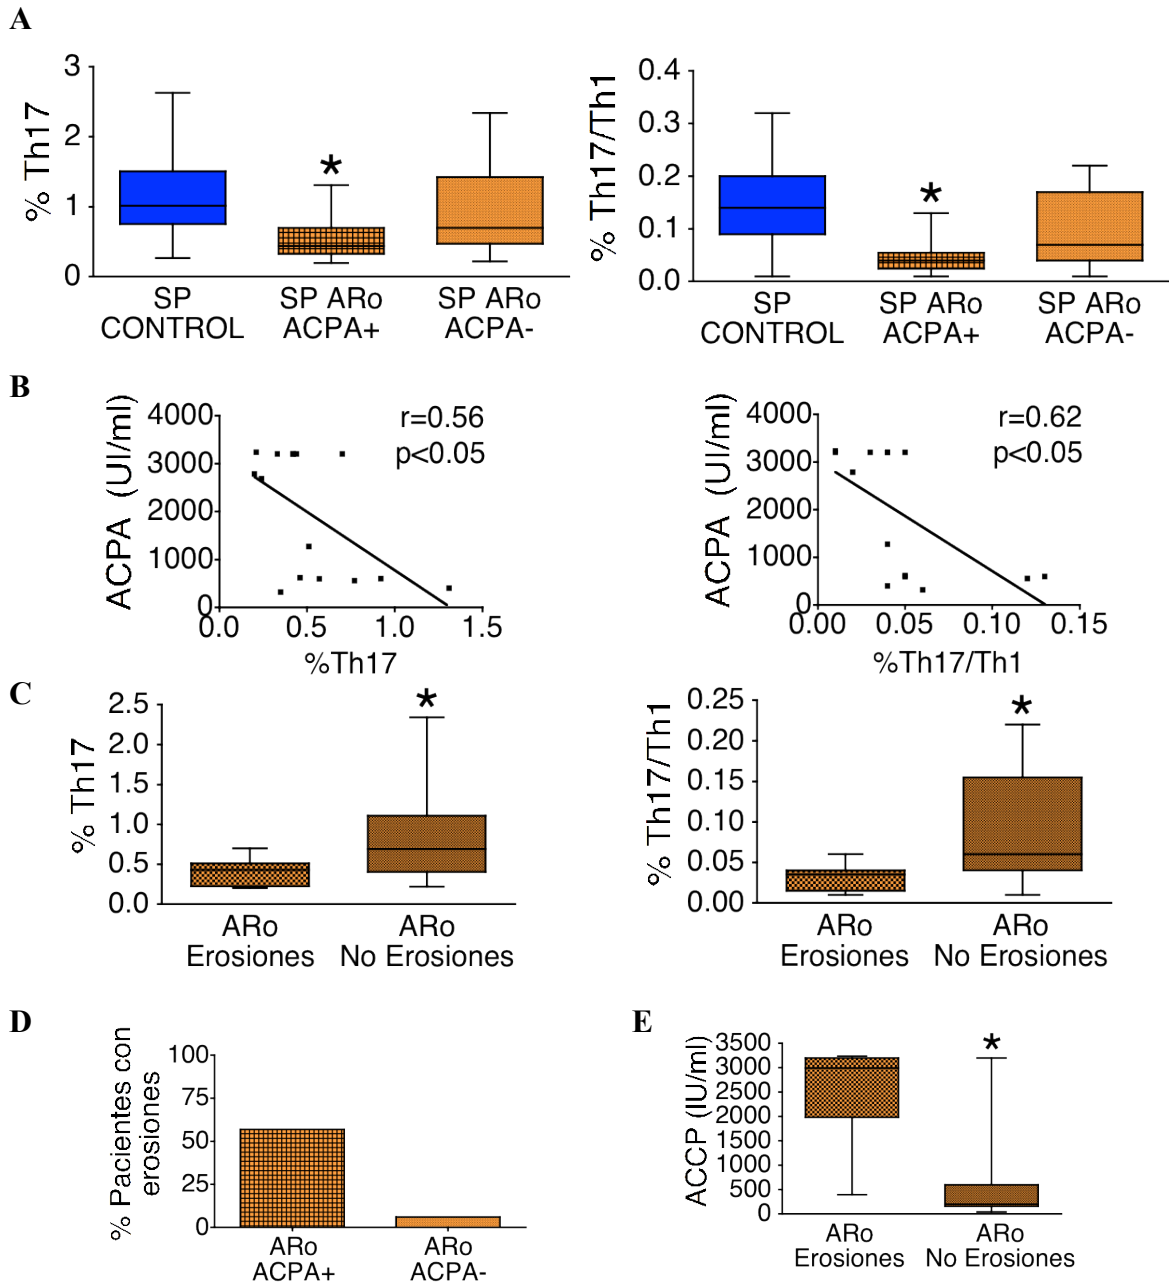 A
% Th17
3
2
1
0
*
SP CONTROL
SP ARo ACPA+
SP ARo ACPA-
% Th17/Th1
0.4
0.3
0.2
0.1
0.0
*
SP CONTROL
SP ARo ACPA+
SP ARo ACPA-
B
ACPA (UI/ml)
4000
3000
2000
1000
0
r=0.56
p<0.05
0.0 0.5 1.0 1.5
%Th17
ACPA (UI/ml)
4000
3000
2000
1000
0
r=0.62
p<0.05
0.00 0.05 0.10 0.15
%Th17/Th1
C
% Th17
2.5
2.0
1.5
1.0
0.5
0.0
*
ARo Erosiones
ARo No Erosiones
% Th17/Th1
0.25
0.20
0.15
0.10
0.05
0.00
*
ARo Erosiones
ARo No Erosiones
D
% Pacientes con
erosiones
100
75
50
25
0
ARo ACPA+
ARo ACPA-
E
ACCP (IU/ml)
3500
3000
2500
2000
1500
1000
500
0
*
ARo Erosiones
ARo No Erosiones